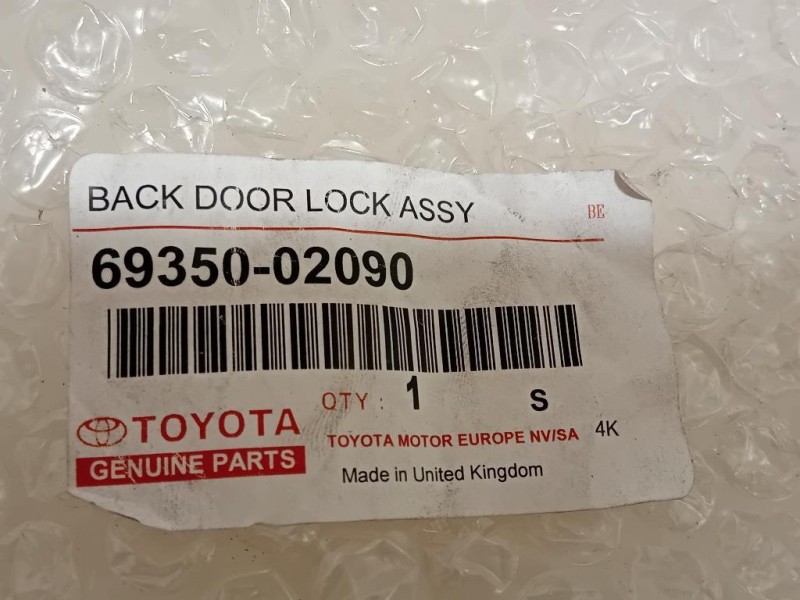 BACK DOOR LOCK ASSY BE
69350-02090
QTY : 1 S
TOYOTA
GENUINE PARTS
TOYOTA MOTOR EUROPE NV/SA 4K
Made in United Kingdom